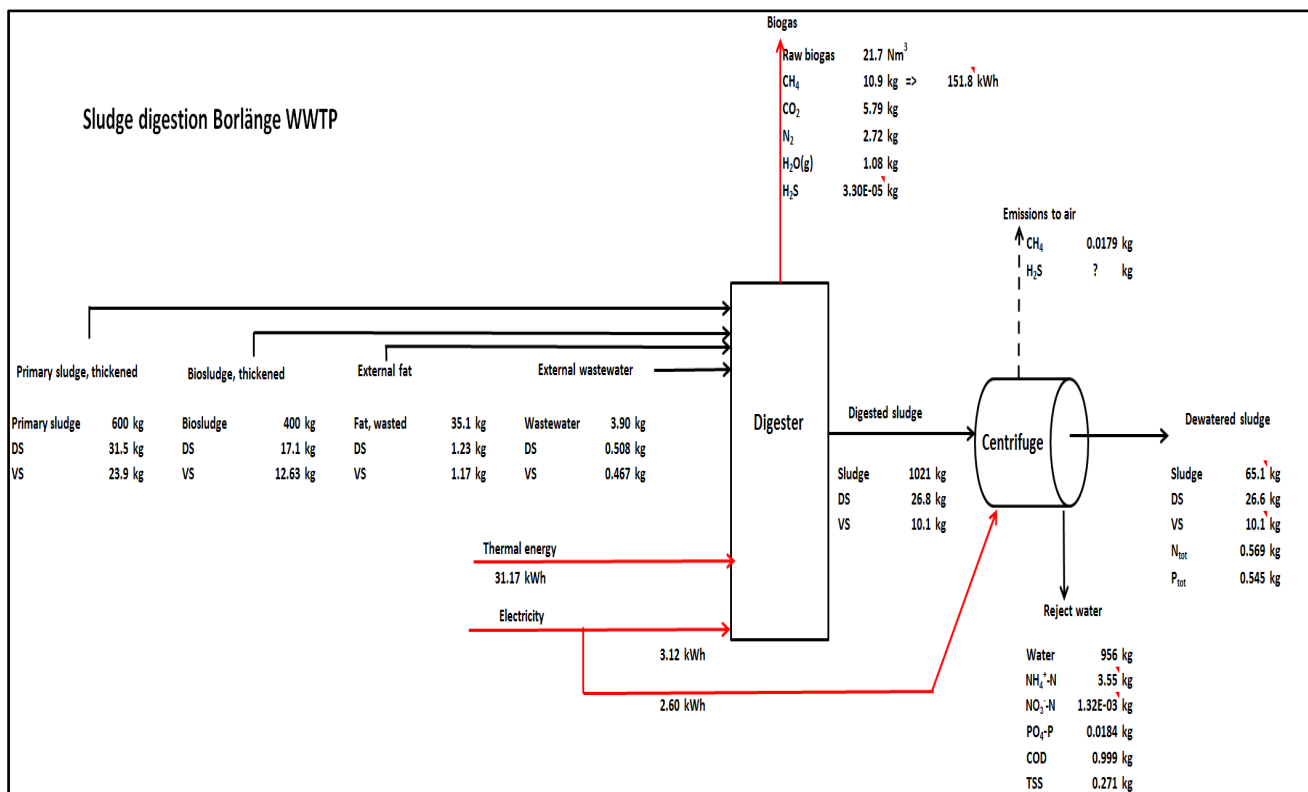 Biogas
Raw biogas 21.7 Nm³
CH₄ 10.9 kg => 151.8 kWh
CO₂ 5.79 kg
N₂ 2.72 kg
H₂O(g) 1.08 kg
H₂S 3.30E-05 kg
Sludge digestion Borlänge WWTP
Emissions to air
CH₄ 0.0179 kg
H₂S ? kg
Primary sludge, thickened
Primary sludge 600 kg
DS 31.5 kg
VS 23.9 kg
Biosludge, thickened
Biosludge 400 kg
DS 17.1 kg
VS 12.63 kg
External fat
Fat, wasted 35.1 kg
DS 1.23 kg
VS 1.17 kg
External wastewater
Wastewater 3.90 kg
DS 0.508 kg
VS 0.467 kg
Digester
Digested sludge
Sludge 1021 kg
DS 26.8 kg
VS 10.1 kg
Centrifuge
Dewatered sludge
Sludge 65.1 kg
DS 26.6 kg
VS 10.1 kg
Nₜₒₜ 0.569 kg
Pₜₒₜ 0.545 kg
Thermal energy
31.17 kWh
Electricity
3.12 kWh
2.60 kWh
Reject water
Water 956 kg
NH₄⁺-N 3.55 kg
NO₃⁻-N 1.32E-03 kg
PO₄-P 0.0184 kg
COD 0.999 kg
TSS 0.271 kg